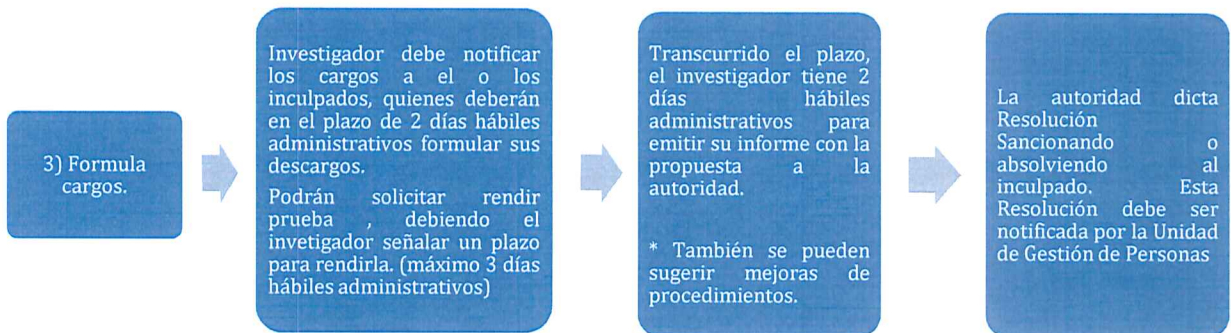 3) Formula
cargos.
Investigador debe notificar
los cargos a el o los
inculpados, quienes deberán
en el plazo de 2 días hábiles
administrativos formular sus
descargos.
Podrán solicitar rendir
prueba , debiendo el
invetigador señalar un plazo
para rendirla. (máximo 3 días
hábiles administrativos)
Transcurrido el plazo,
el investigador tiene 2
días hábiles
administrativos para
emitir su informe con la
propuesta a la
autoridad.
* También se pueden
sugerir mejoras de
procedimientos.
La autoridad dicta
Resolución
Sancionando o
absolviendo al
inculpado. Esta
Resolución debe ser
notificada por la Unidad
de Gestión de Personas